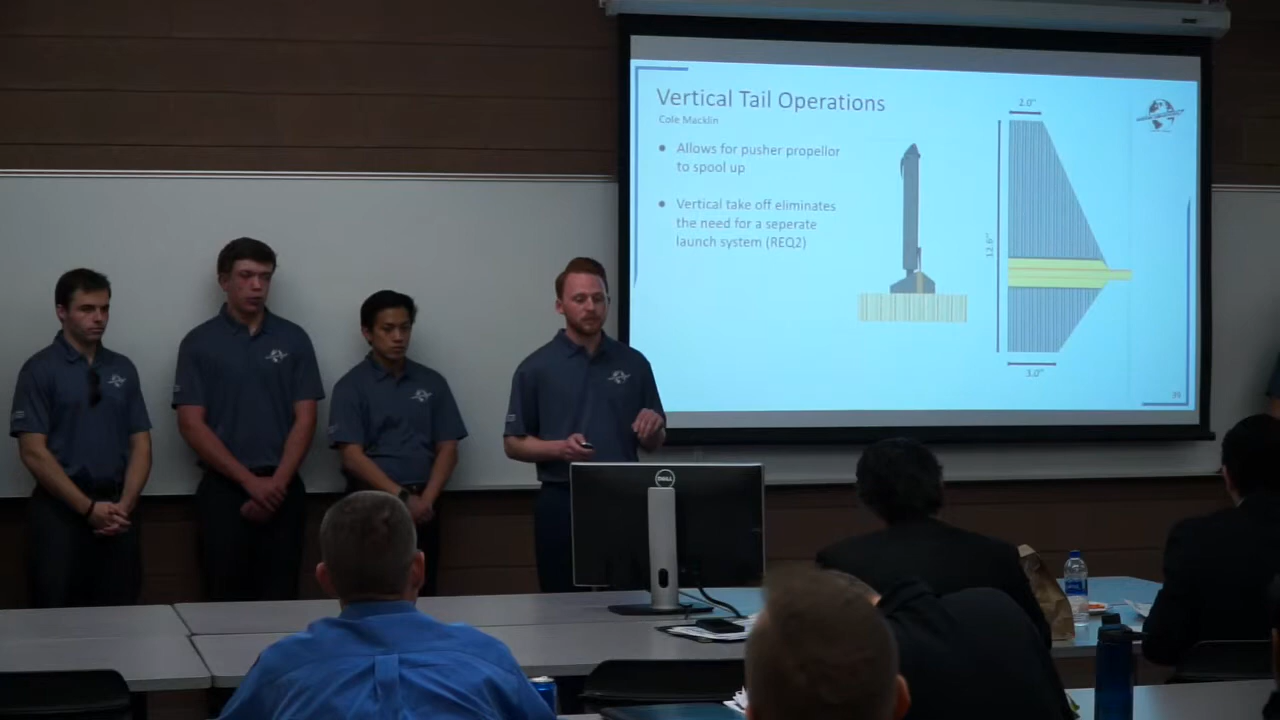 Vertical Tail Operations
Cole Macklin
● Allows for pusher propellor
to spool up
● Vertical take off eliminates
the need for a seperate
launch system (REQ2)
2.0"
12.6"
3.0"
DELL